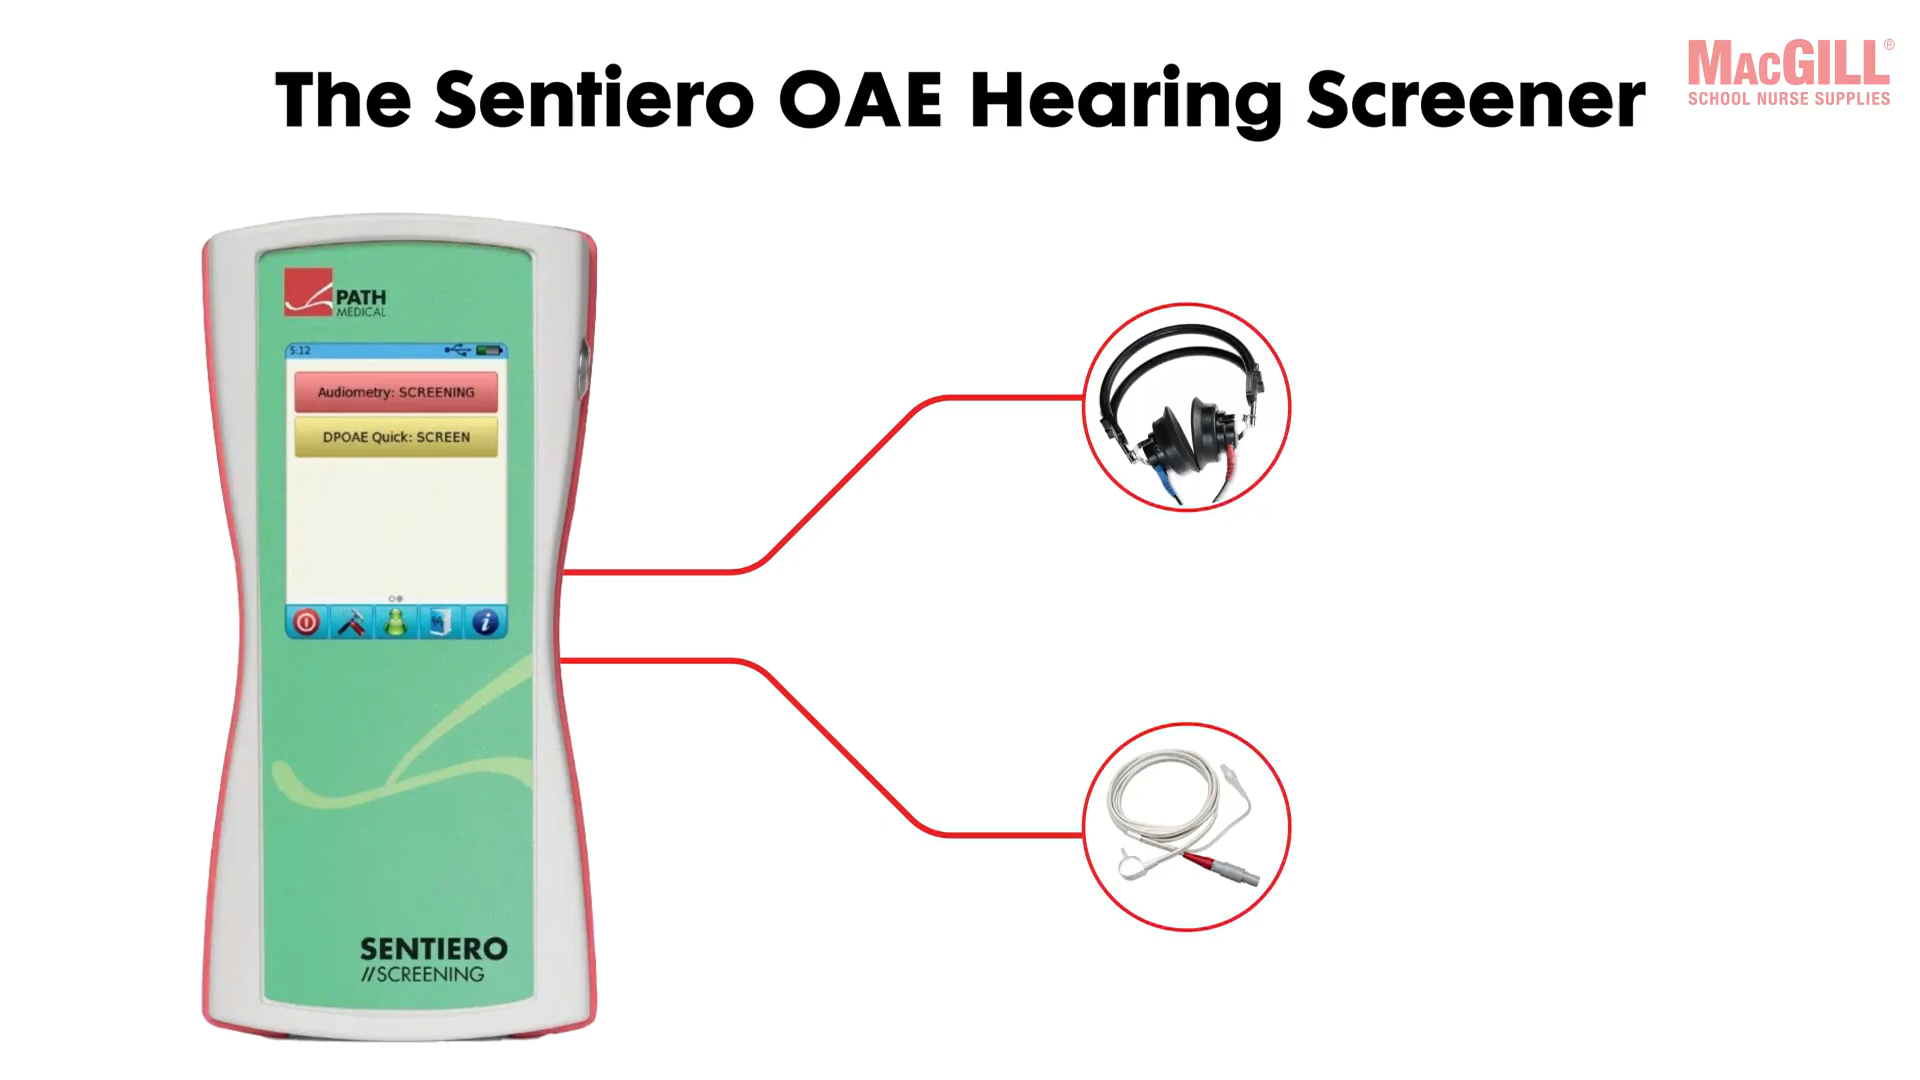 The Sentiero OAE Hearing Screener
MACGILL®
SCHOOL NURSE SUPPLIES
PATH
MEDICAL
5:12
Audiometry: SCREENING
DPOAE Quick: SCREEN
SENTIERO
//SCREENING